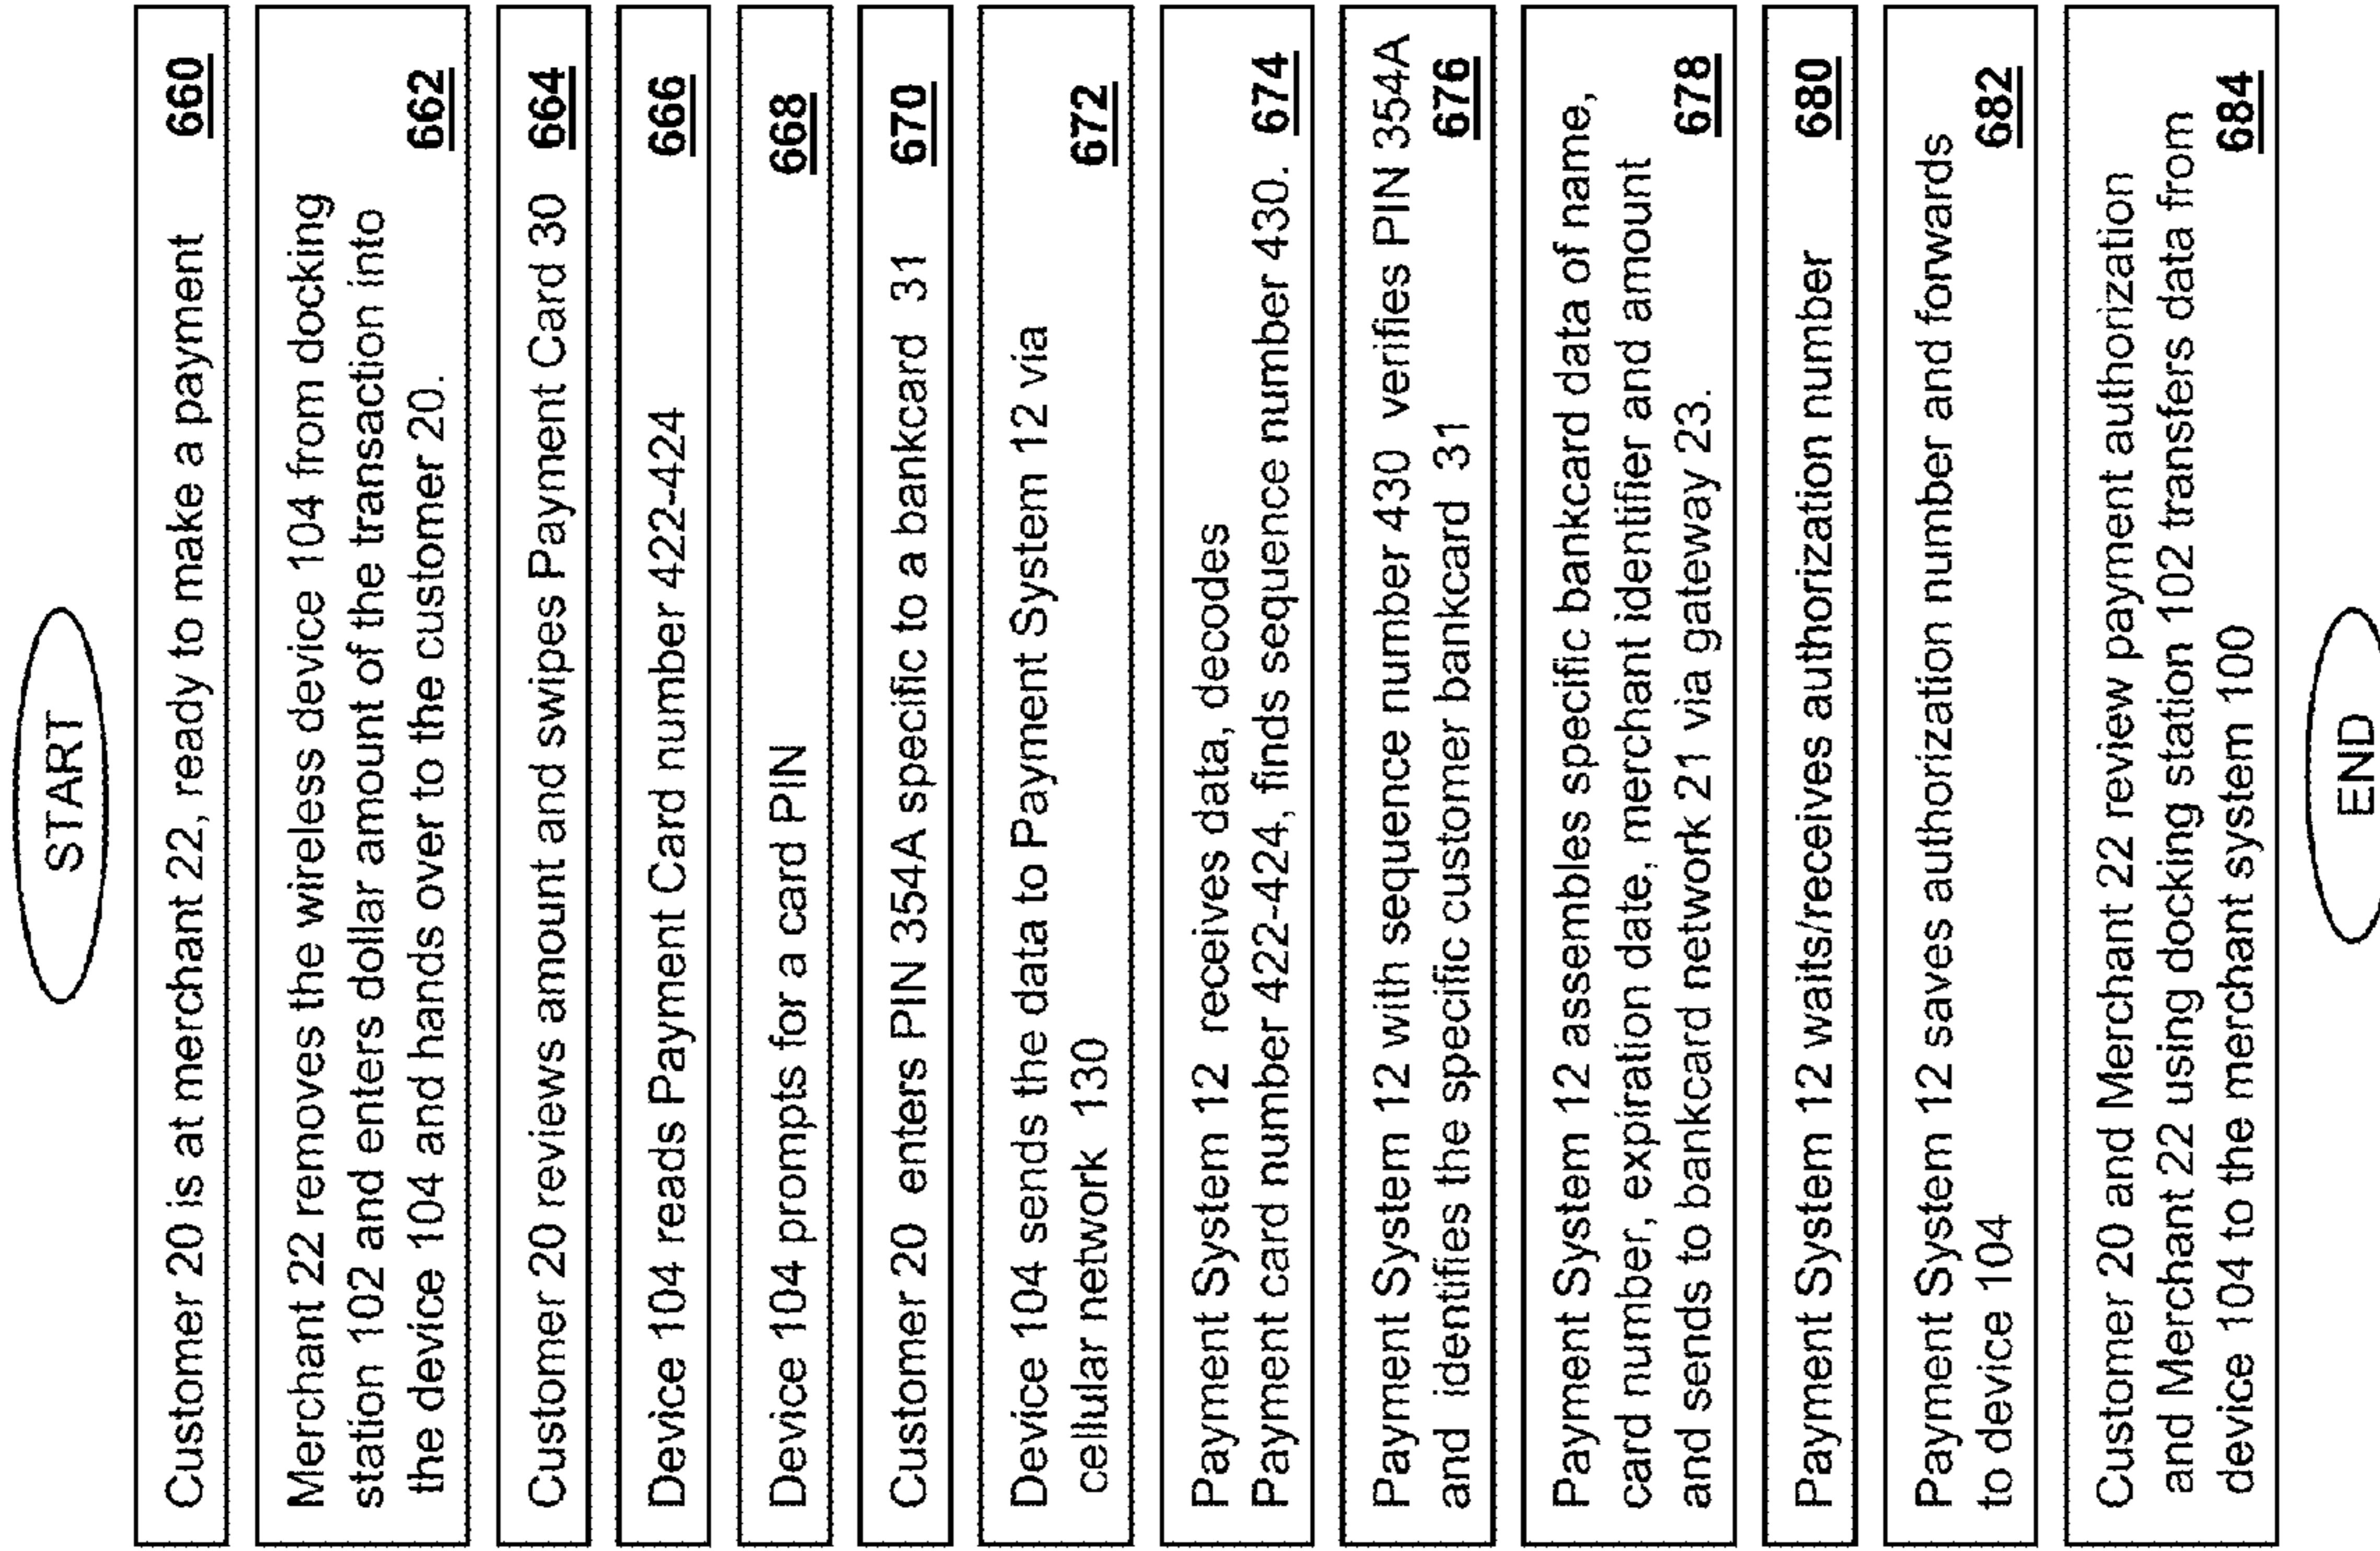 START
Customer 20 is at merchant 22, ready to make a payment 660
Merchant 22 removes the wireless device 104 from docking
station 102 and enters dollar amount of the transaction into
the device 104 and hands over to the customer 20. 662
Customer 20 reviews amount and swipes Payment Card 30 664
Device 104 reads Payment Card number 422-424 666
Device 104 prompts for a card PIN 668
Customer 20 enters PIN 354A specific to a bankcard 31 670
Device 104 sends the data to Payment System 12 via
cellular network 130 672
Payment System 12 receives data, decodes
Payment card number 422-424, finds sequence number 430. 674
Payment System 12 with sequence number 430 verifies PIN 354A
and identifies the specific customer bankcard 31 676
Payment System 12 assembles specific bankcard data of name,
card number, expiration date, merchant identifier and amount
and sends to bankcard network 21 via gateway 23. 678
Payment System 12 waits/receives authorization number 680
Payment System 12 saves authorization number and forwards
to device 104 682
Customer 20 and Merchant 22 review payment authorization
and Merchant 22 using docking station 102 transfers data from
device 104 to the merchant system 100 684
END